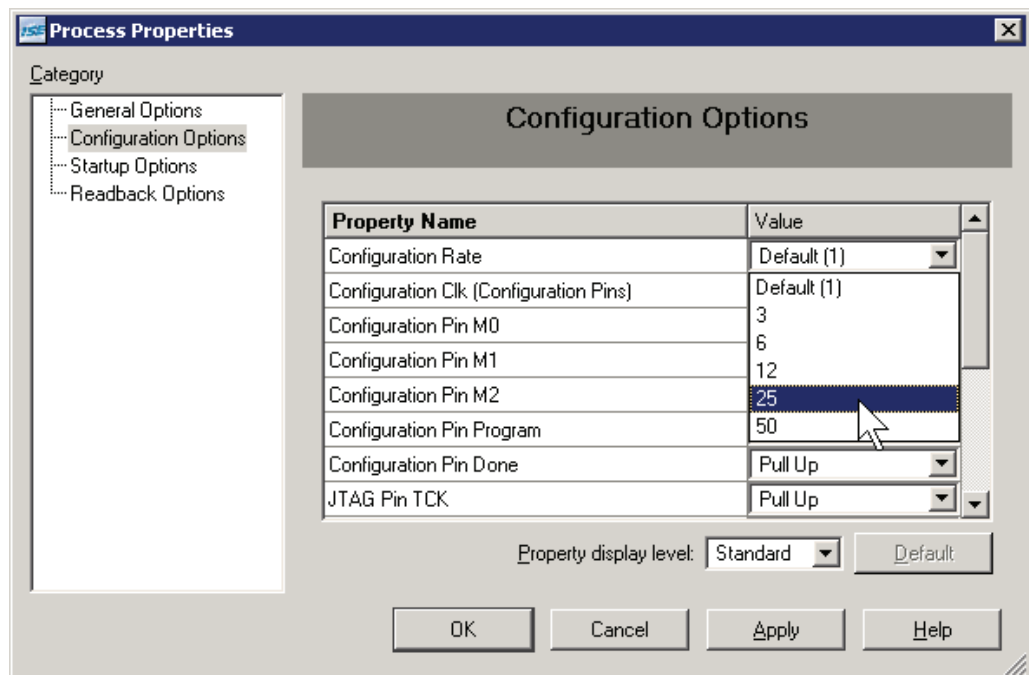 ISE Process Properties
Category
General Options
Configuration Options
Startup Options
Readback Options
Configuration Options
Property Name Value
Configuration Rate Default (1)
Configuration Clk (Configuration Pins) Default (1)
Configuration Pin M0 3
6
Configuration Pin M1 12
Configuration Pin M2 25
Configuration Pin Program 50
Configuration Pin Done Pull Up
JTAG Pin TCK Pull Up
Property display level: Standard Default
OK Cancel Apply Help